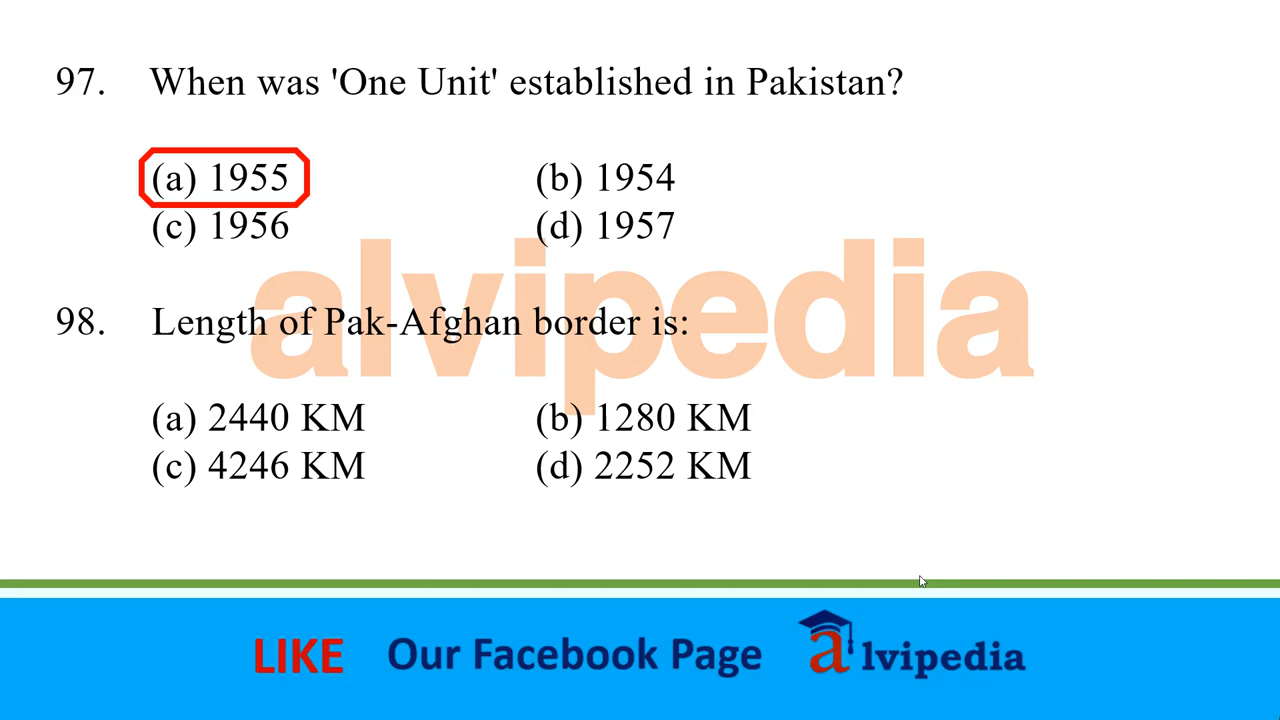 97. When was 'One Unit' established in Pakistan?
(a) 1955 (b) 1954
(c) 1956 (d) 1957
alvipedia
98. Length of Pak-Afghan border is:
(a) 2440 KM (b) 1280 KM
(c) 4246 KM (d) 2252 KM
LIKE Our Facebook Page alvipedia